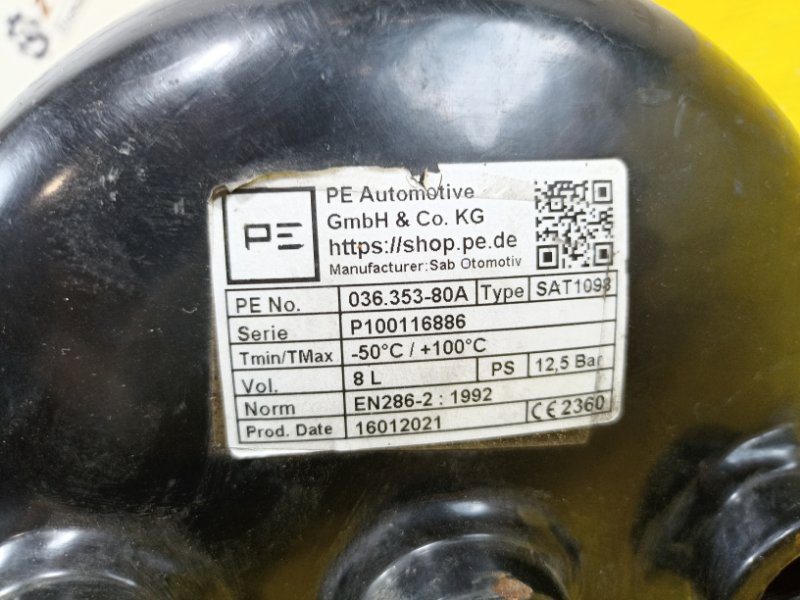 PE
PE Automotive
GmbH & Co. KG
https://shop.pe.de
Manufacturer:Sab Otomotiv
PE No. 036.353-80A Type SAT1098
Serie P100116886
Tmin/TMax -50°C / +100°C
Vol. 8 L PS 12,5 Bar
Norm EN286-2 : 1992
Prod. Date 16012021 CE 2360